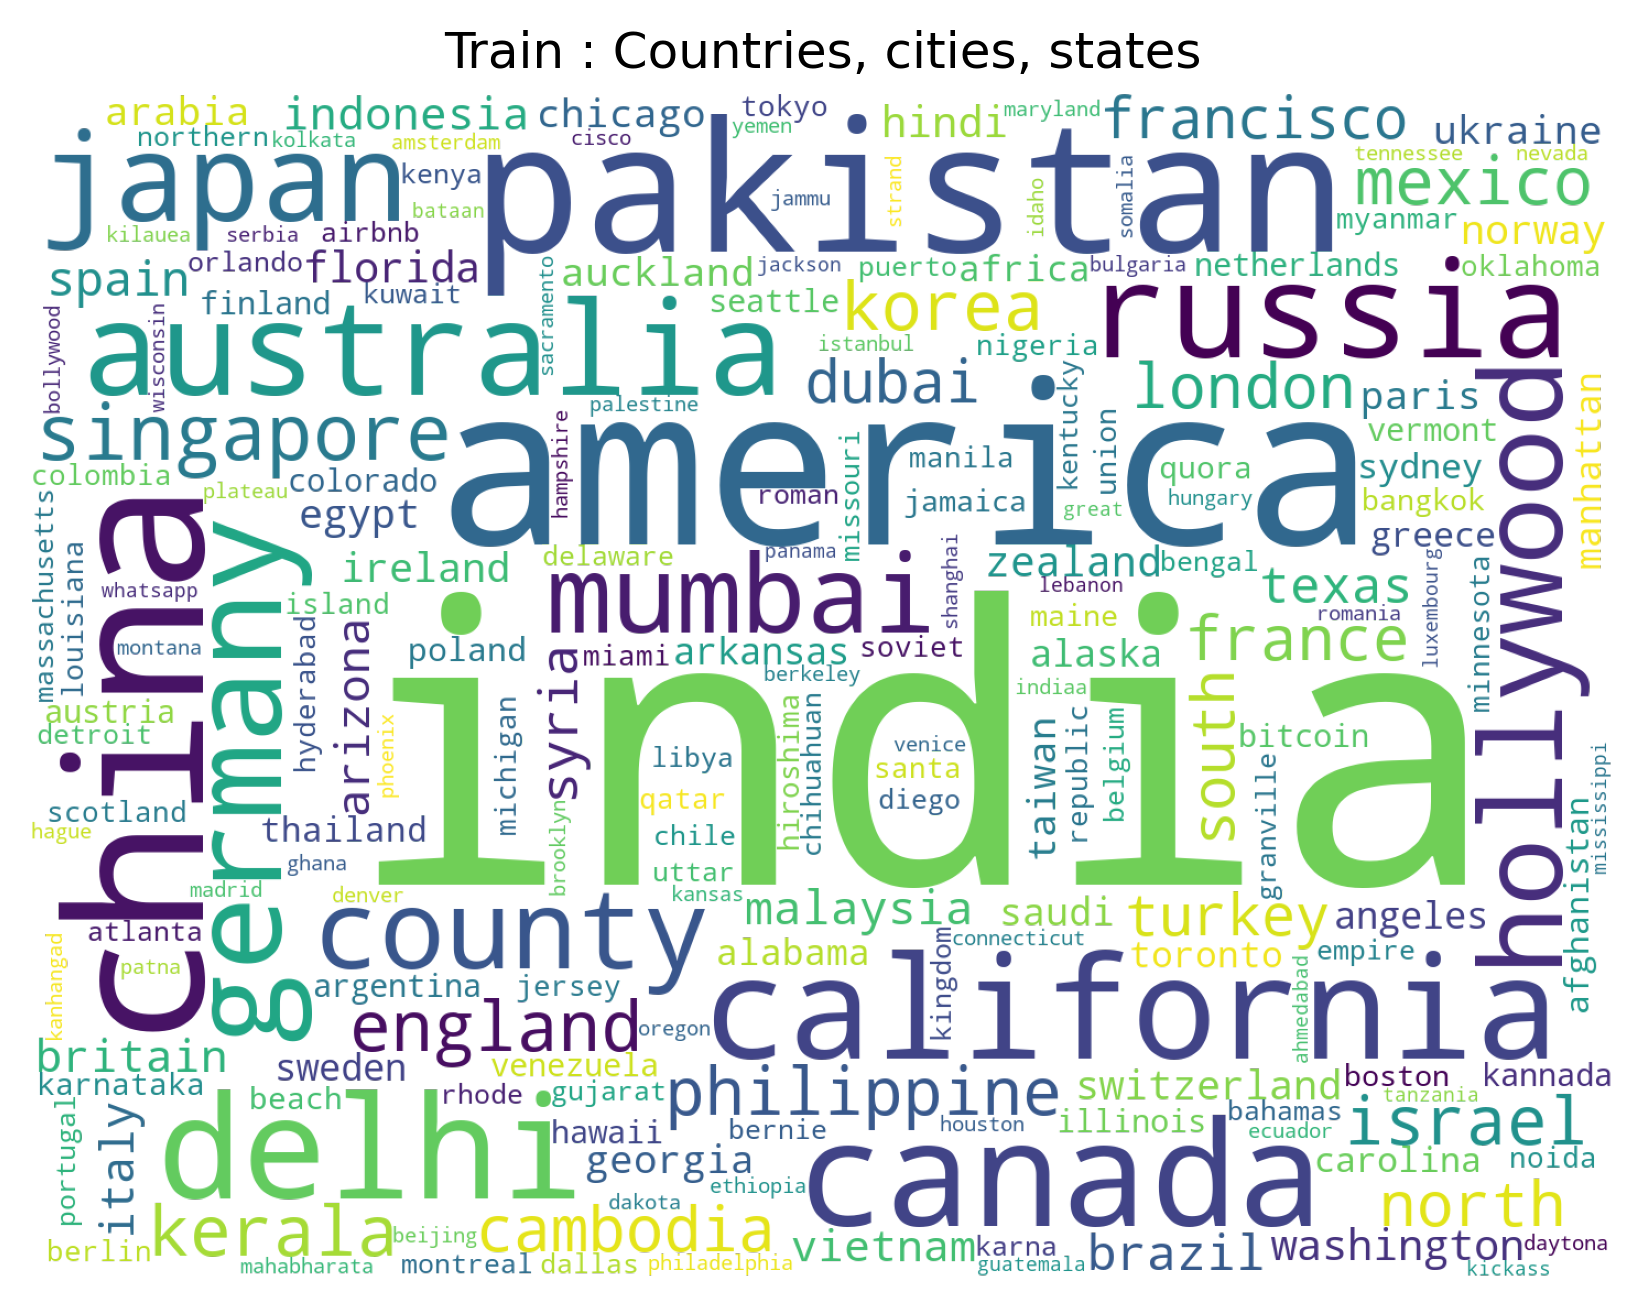 Train : Countries, cities, states
arabia
indonesia
chicago
tokyo
hindi
maryland
francisco
ukraine
northern
kolkata
amsterdam
cisco
yemen
japan
pakistan
tennessee
nevada
kenya
jammu
strand
idaho
somalia
mexico
bataan
myanmar
norway
kilauea
serbia
airbnb
orlando
florida
spain
auckland
jackson
puerto
africa
bulgaria
netherlands
oklahoma
finland
kuwait
sacramento
seattle
korea
russia
bollywood
wisconsin
australia
istanbul
nigeria
dubai
kentucky
london
paris
hollywood
manhattan
singapore
palestine
hampshire
america
missouri
union
vermont
manila
quora
sydney
colombia
plateau
colorado
roman
jamaica
great
hungary
bangkok
massachusetts
china
egypt
greece
louisiana
germany
ireland
delaware
panama
shanghai
zealand
bengal
luxembourg
whatsapp
island
mumbai
lebanon
texas
minnesota
maine
romania
montana
hyderabad
arizona
poland
syria
miami
arkansas
soviet
alaska
france
berkeley
india
indiaa
south
austria
detroit
phoenix
michigan
libya
hiroshima
chihuahuan
venice
taiwan
republic
belgium
bitcoin
santa
granville
mississippi
scotland
qatar
diego
afghanistan
hague
thailand
brooklyn
chile
ghana
uttar
madrid
denver
kansas
malaysia
saudi
turkey
angeles
atlanta
county
connecticut
kanhangad
patna
alabama
kingdom
toronto
empire
argentina
jersey
california
ahmedabad
england
oregon
britain
sweden
venezuela
karnataka
rhode
gujarat
philippine
switzerland
boston
kannada
portugal
italy
beach
delhi
tanzania
hawaii
bernie
houston
illinois
bahamas
ecuador
israel
georgia
canada
carolina
noida
ethiopia
dakota
north
kerala
berlin
beijing
cambodia
vietnam
karna
brazil
washington
daytona
mahabharata
montreal
dallas
philadelphia
guatemala
kickass